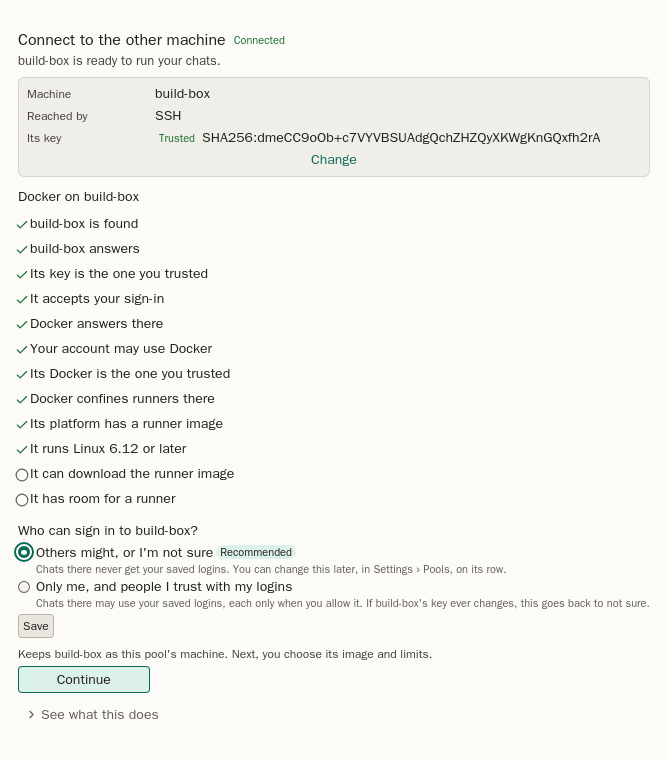 Connect to the other machine Connected
build-box is ready to run your chats.
Machine build-box
Reached by SSH
Its key Trusted SHA256:dmeCC9oOb+c7VYVBSUAdgQchZHZQyXKWgKnGQxfh2rA
Change
Docker on build-box
build-box is found
build-box answers
Its key is the one you trusted
It accepts your sign-in
Docker answers there
Your account may use Docker
Its Docker is the one you trusted
Docker confines runners there
Its platform has a runner image
It runs Linux 6.12 or later
It can download the runner image
It has room for a runner
Who can sign in to build-box?
Others might, or I'm not sure Recommended
Chats there never get your saved logins. You can change this later, in Settings › Pools, on its row.
Only me, and people I trust with my logins
Chats there may use your saved logins, each only when you allow it. If build-box's key ever changes, this goes back to not sure.
Save
Keeps build-box as this pool's machine. Next, you choose its image and limits.
Continue
See what this does